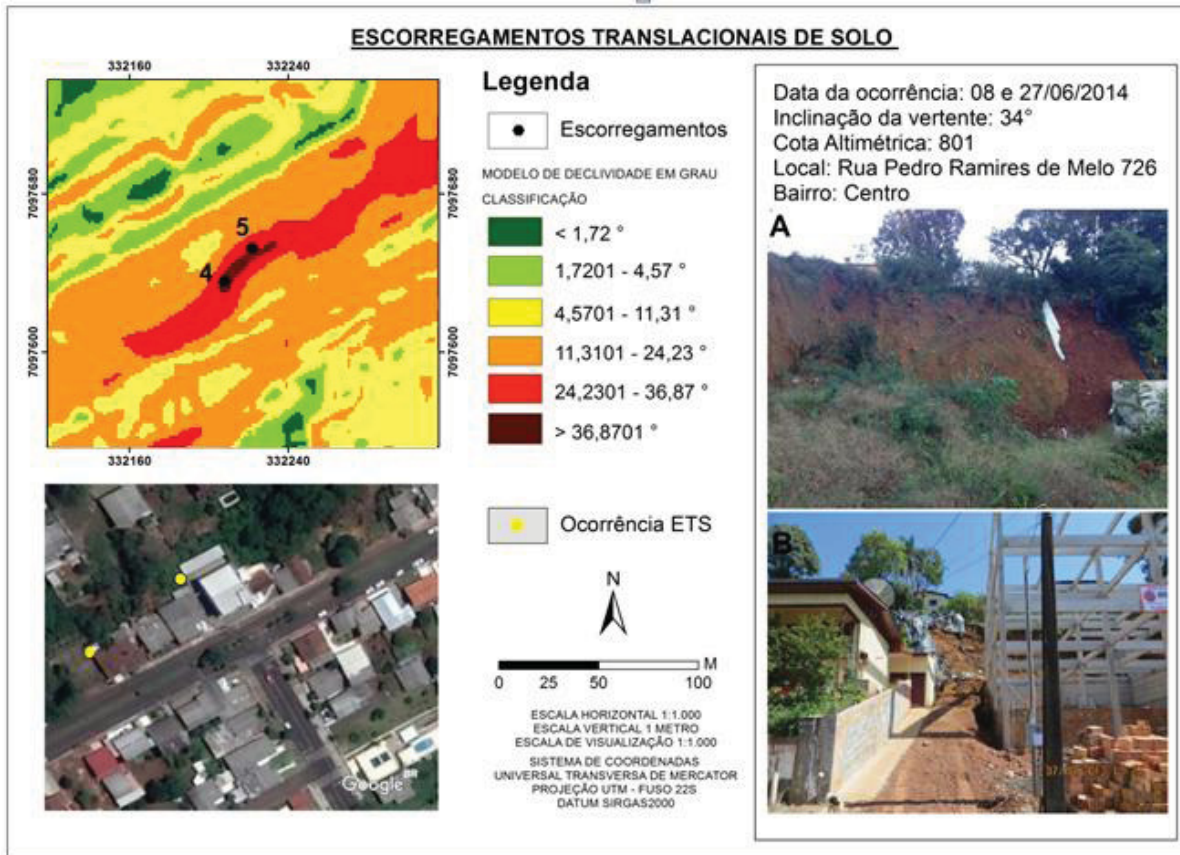 ESCORREGAMENTOS TRANSLACIONAIS DE SOLO
332160 332240
7097680
7097600
7097680
7097600
5
4
332160 332240
Legenda
Escorregamentos
MODELO DE DECLIVIDADE EM GRAU
CLASSIFICAÇÃO
< 1,72 °
1,7201 - 4,57 °
4,5701 - 11,31 °
11,3101 - 24,23 °
24,2301 - 36,87 °
> 36,8701 °
Ocorrência ETS
N
M
0 25 50 100
ESCALA HORIZONTAL 1:1.000
ESCALA VERTICAL 1 METRO
ESCALA DE VISUALIZAÇÃO 1:1.000
SISTEMA DE COORDENADAS
UNIVERSAL TRANSVERSA DE MERCATOR
PROJEÇÃO UTM - FUSO 22S
DATUM SIRGAS2000
Google
Data da ocorrência: 08 e 27/06/2014
Inclinação da vertente: 34°
Cota Altimétrica: 801
Local: Rua Pedro Ramires de Melo 726
Bairro: Centro
A
B